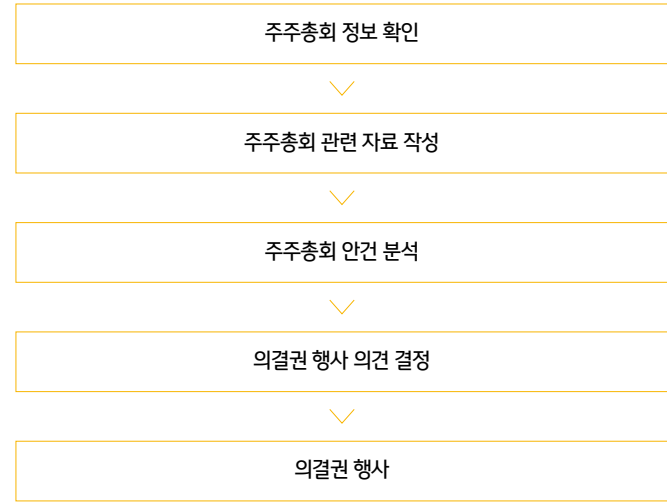 주주총회 정보 확인
주주총회 관련 자료 작성
주주총회 안건 분석
의결권 행사 의견 결정
의결권 행사